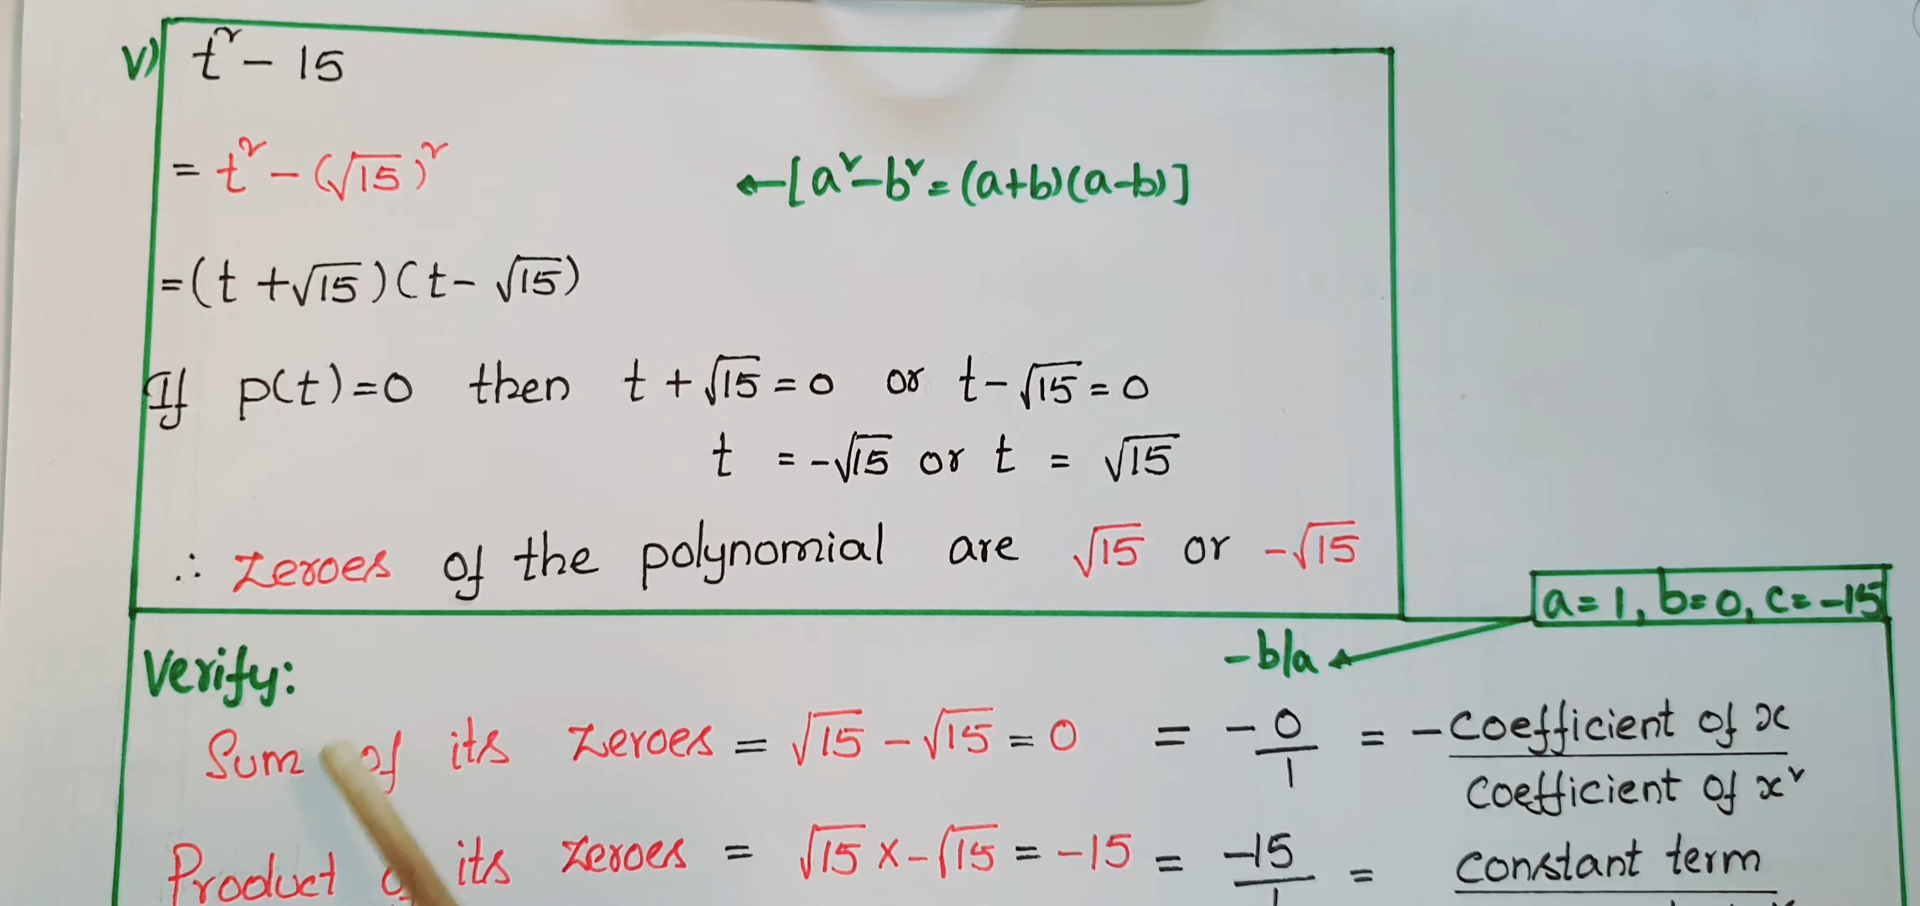 v) t² - 15
= t² - (√15)² ←[a²-b² = (a+b)(a-b)]
= (t + √15)(t - √15)
If p(t)=0 then t + √15 = 0 or t - √15 = 0
t = -√15 or t = √15
∴ zeroes of the polynomial are √15 or -√15
a = 1, b = 0, c = -15
Verify: -b/a
Sum of its zeroes = √15 - √15 = 0 = -0/1 = -coefficient of x / coefficient of x²
Product its zeroes = √15 x -√15 = -15 = -15/1 = constant term